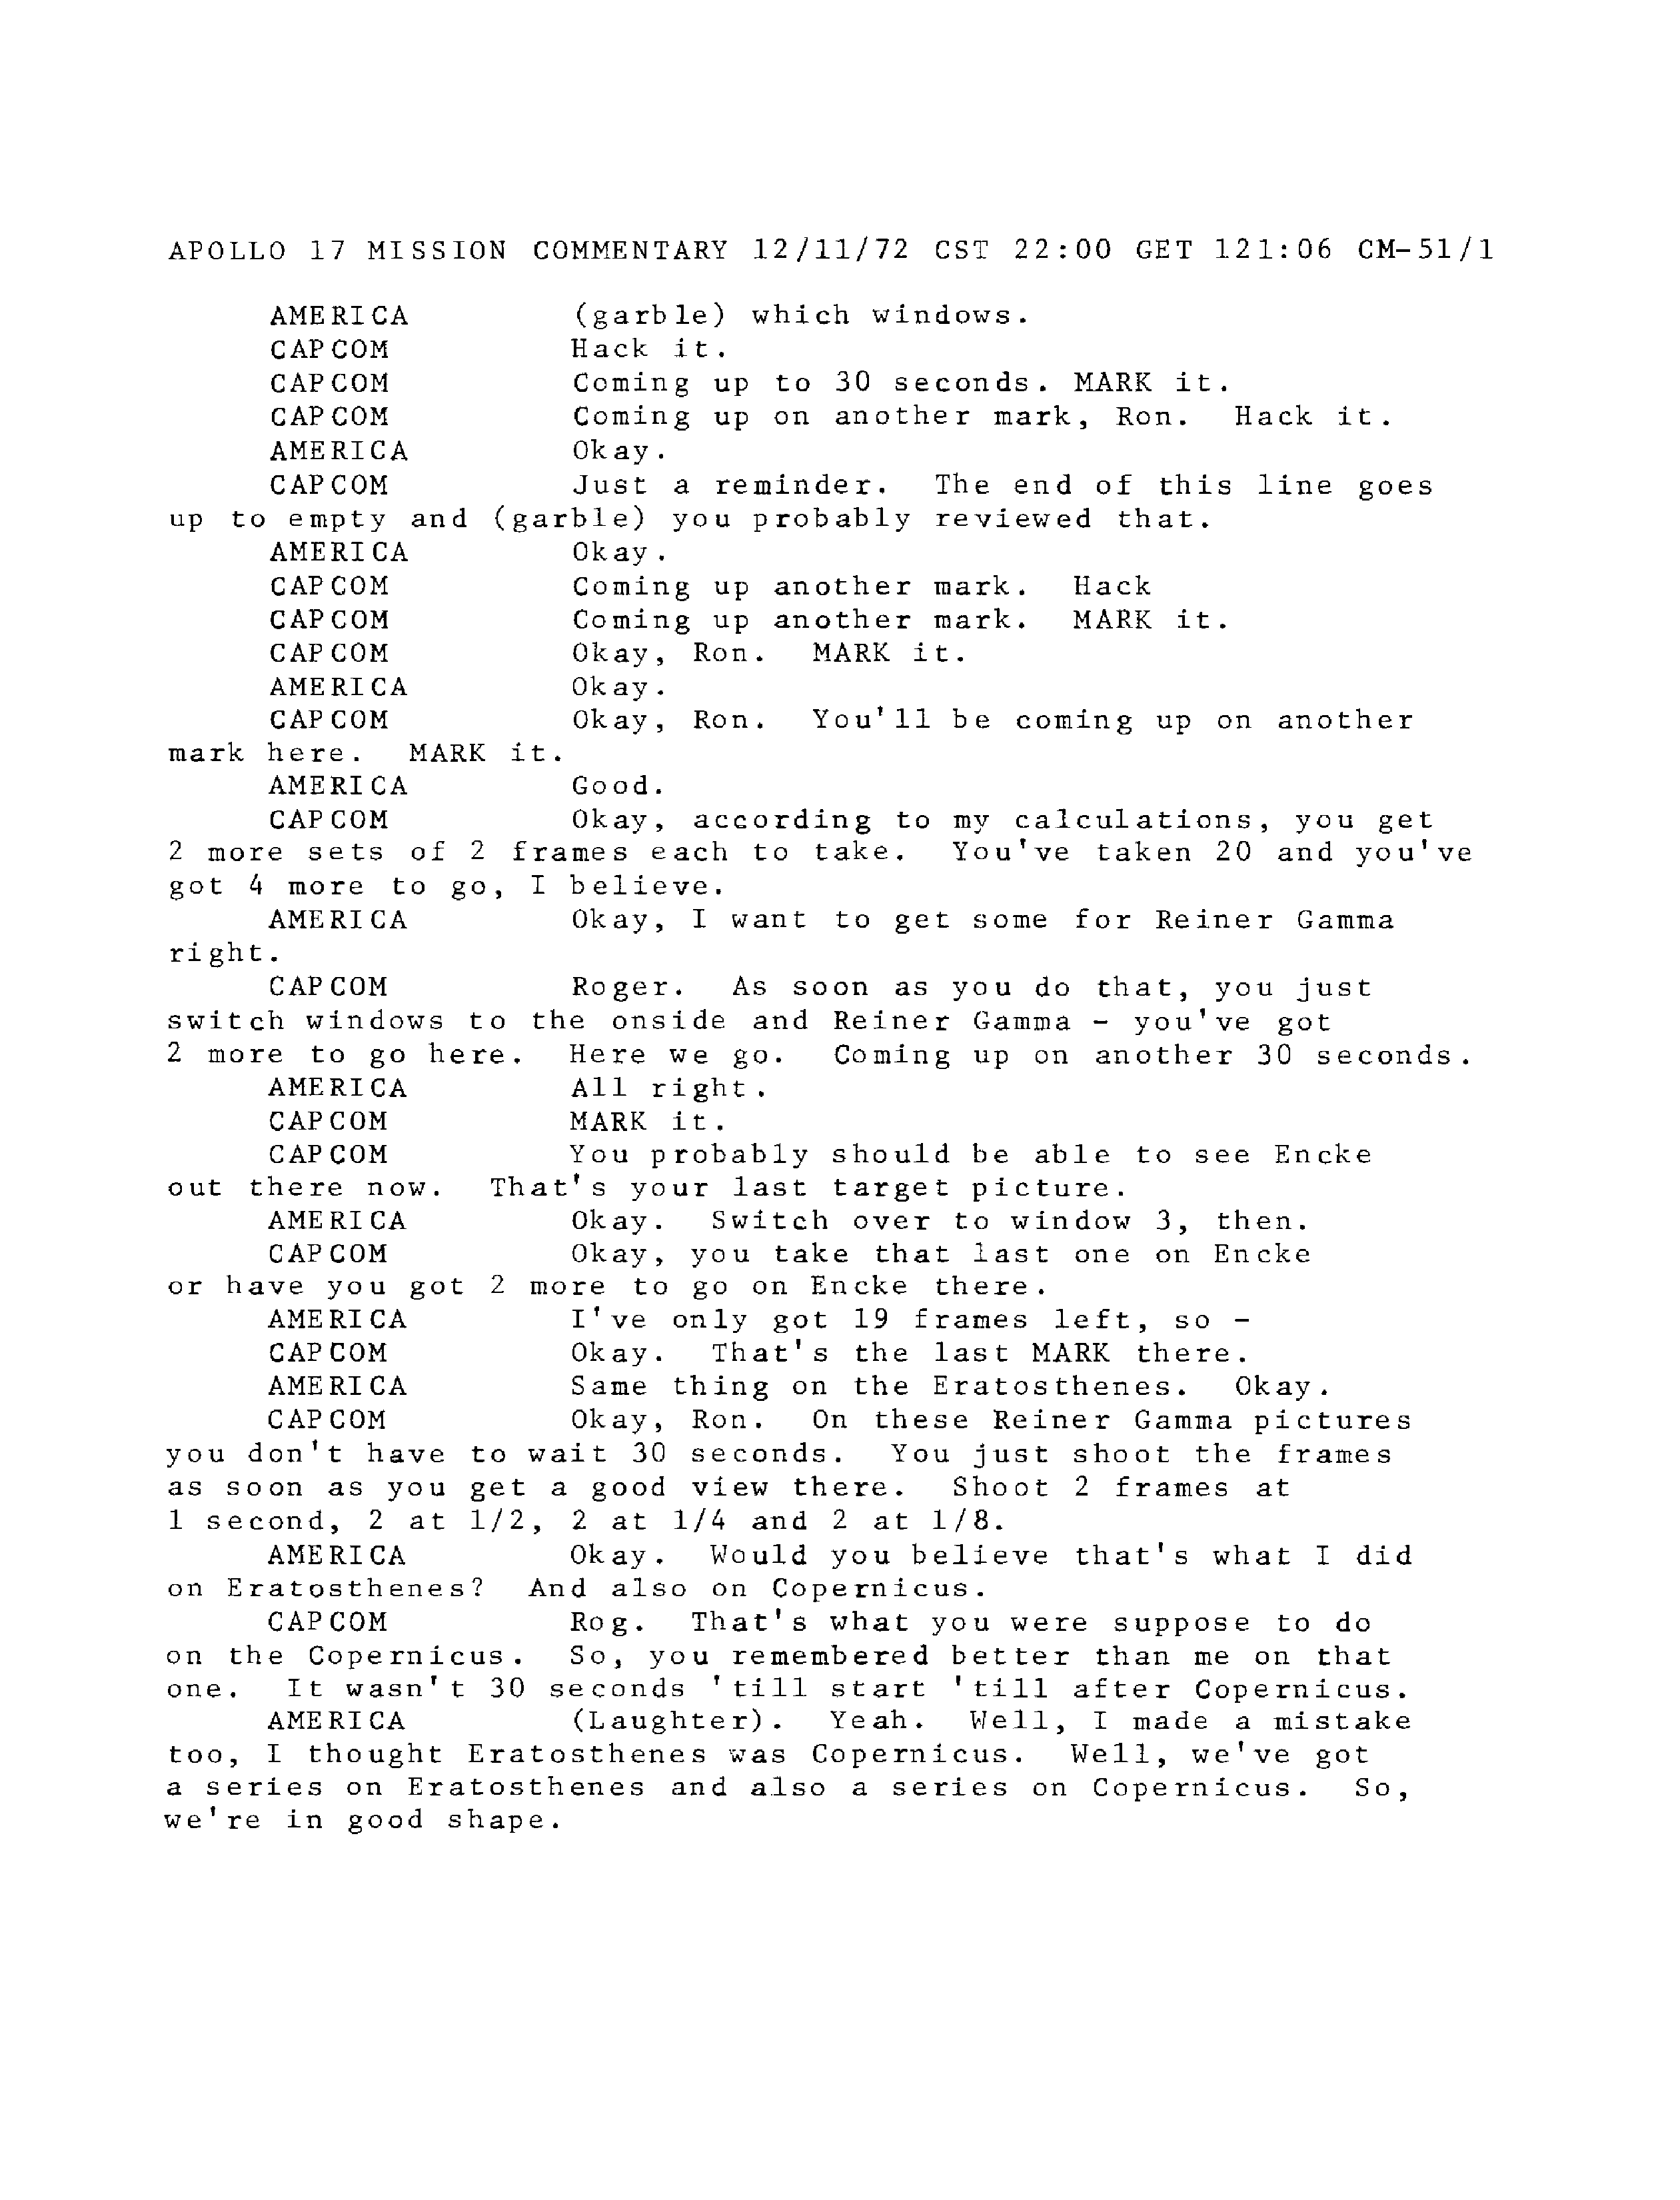 APOLLO 17 MISSION COMMENTARY 12/11/72 CST 22:00 GET 121:06 CM-51/1
AMERICA (garble) which windows.
CAPCOM Hack it.
CAPCOM Coming up to 30 seconds. MARK it.
CAPCOM Coming up on another mark, Ron. Hack it.
AMERICA Okay.
CAPCOM Just a reminder. The end of this line goes
up to empty and (garble) you probably reviewed that.
AMERICA Okay.
CAPCOM Coming up another mark. Hack
CAPCOM Coming up another mark. MARK it.
CAPCOM Okay, Ron. MARK it.
AMERICA Okay.
CAPCOM Okay, Ron. You'll be coming up on another
mark here. MARK it.
AMERICA Good.
CAPCOM Okay, according to my calculations, you get
2 more sets of 2 frames each to take. You've taken 20 and you've
got 4 more to go, I believe.
AMERICA Okay, I want to get some for Reiner Gamma
right.
CAPCOM Roger. As soon as you do that, you just
switch windows to the onside and Reiner Gamma - you've got
2 more to go here. Here we go. Coming up on another 30 seconds.
AMERICA All right.
CAPCOM MARK it.
CAPCOM You probably should be able to see Encke
out there now. That's your last target picture.
AMERICA Okay. Switch over to window 3, then.
CAPCOM Okay, you take that last one on Encke
or have you got 2 more to go on Encke there.
AMERICA I've only got 19 frames left, so -
CAPCOM Okay. That's the last MARK there.
AMERICA Same thing on the Eratosthenes. Okay.
CAPCOM Okay, Ron. On these Reiner Gamma pictures
you don't have to wait 30 seconds. You just shoot the frames
as soon as you get a good view there. Shoot 2 frames at
1 second, 2 at 1/2, 2 at 1/4 and 2 at 1/8.
AMERICA Okay. Would you believe that's what I did
on Eratosthenes? And also on Copernicus.
CAPCOM Rog. That's what you were suppose to do
on the Copernicus. So, you remembered better than me on that
one. It wasn't 30 seconds 'till start 'till after Copernicus.
AMERICA (Laughter). Yeah. Well, I made a mistake
too, I thought Eratosthenes was Copernicus. Well, we've got
a series on Eratosthenes and also a series on Copernicus. So,
we're in good shape.